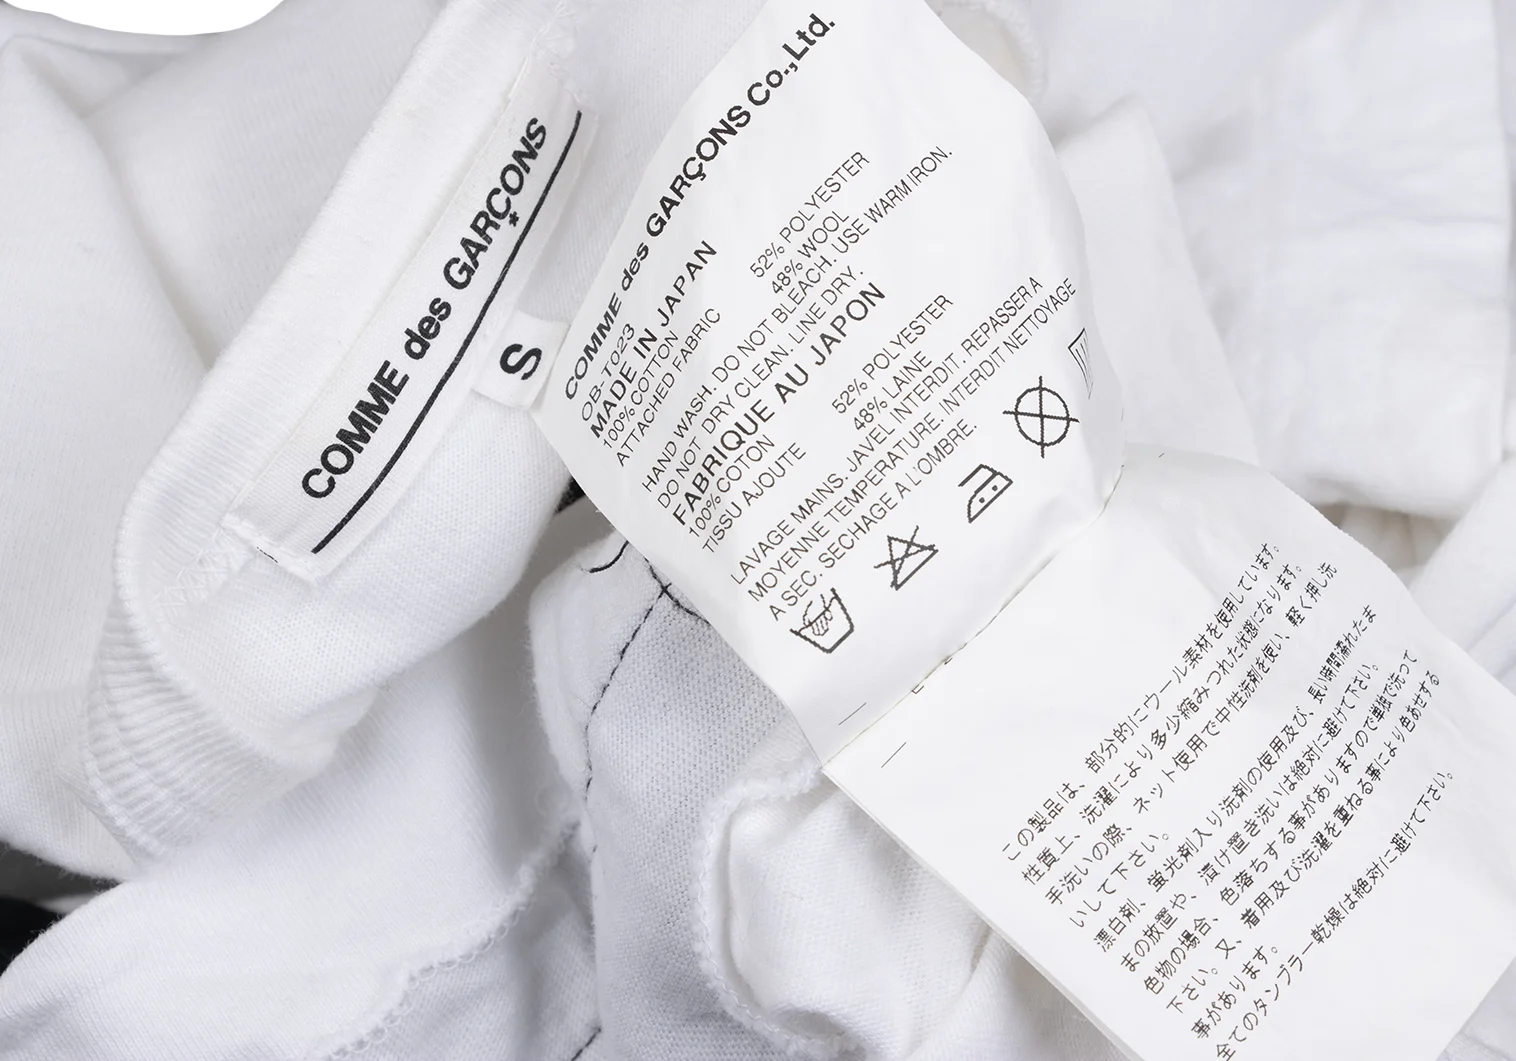 COMME des GARÇONS
*
S
COMME des GARÇONS Co.,Ltd.
OB-T023
MADE IN JAPAN
100% COTTON
ATTACHED FABRIC 52% POLYESTER
48% WOOL
HAND WASH. DO NOT BLEACH. USE WARM IRON.
DO NOT DRY CLEAN. LINE DRY.
FABRIQUE AU JAPON
100% COTON
TISSU AJOUTE 52% POLYESTER
48% LAINE
LAVAGE MAINS. JAVEL INTERDIT. REPASSER A
MOYENNE TEMPERATURE. INTERDIT NETTOYAGE
A SEC. SECHAGE A L'OMBRE.
この製品は、部分的にウール素材を使用しています。
性質上、洗濯により多少縮みつれた状態になります。
手洗いの際、ネット使用で中性洗剤を使い、軽く押し洗
いして下さい。
漂白剤、蛍光剤入り洗剤の使用及び、長い時間濡れたま
まの放置や、漬け置き洗いは絶対に避けて下さい。
色物の場合、色落ちする事がありますので単独で洗って
下さい。又、着用及び洗濯を重ねる事により色あせする
事があります。
全てのタンブラー乾燥は絶対に避けて下さい。